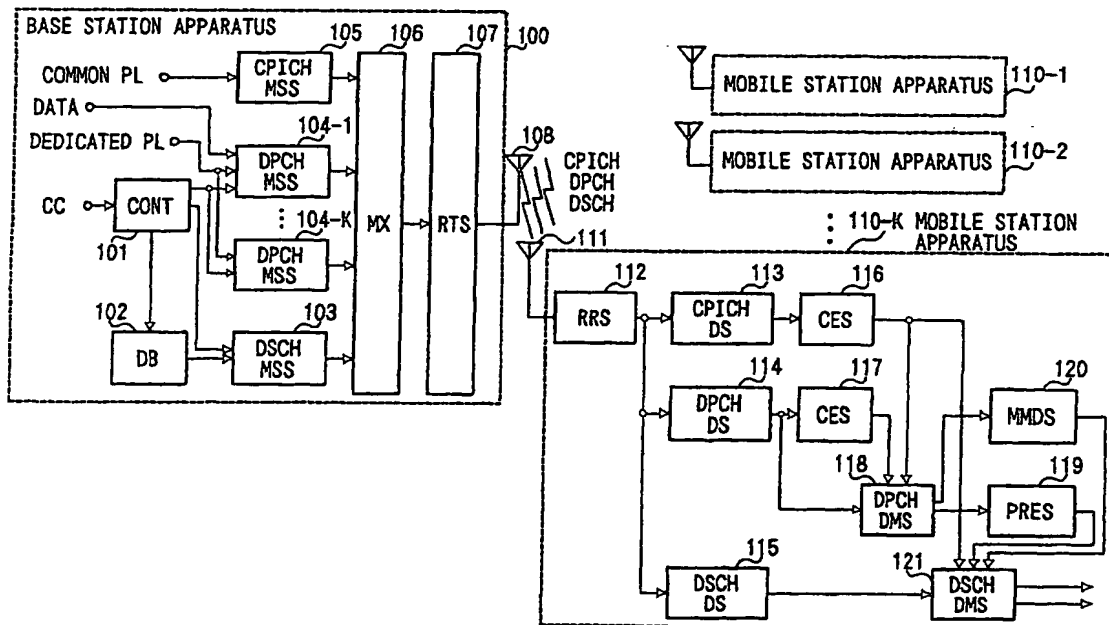 BASE STATION APPARATUS
105
106
107
100
COMMON PL
CPICH
MSS
DATA
DEDICATED PL
104-1
DPCH
MSS
CC
CONT
101
104-K
DPCH
MSS
MX
RTS
102
DB
103
DSCH
MSS
108
CPICH
DPCH
DSCH
111
MOBILE STATION APPARATUS
110-1
MOBILE STATION APPARATUS
110-2
110-K MOBILE STATION
APPARATUS
112
RRS
113
CPICH
DS
116
CES
114
DPCH
DS
117
CES
120
MMDS
118
DPCH
DMS
119
PRES
115
DSCH
DS
121
DSCH
DMS